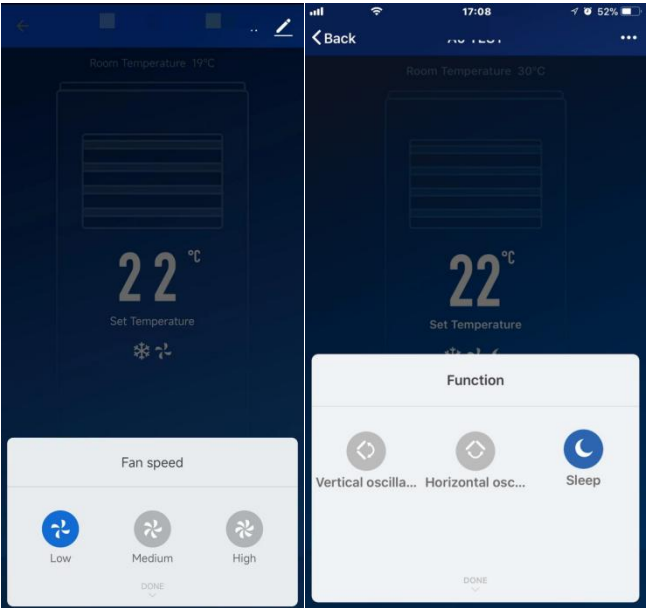 Room Temperature 19°C
22 °C
Set Temperature
Fan speed
Low
Medium
High
DONE
17:08
52%
Back
Room Temperature 30°C
22 °C
Set Temperature
Function
Vertical oscilla...
Horizontal osc...
Sleep
DONE